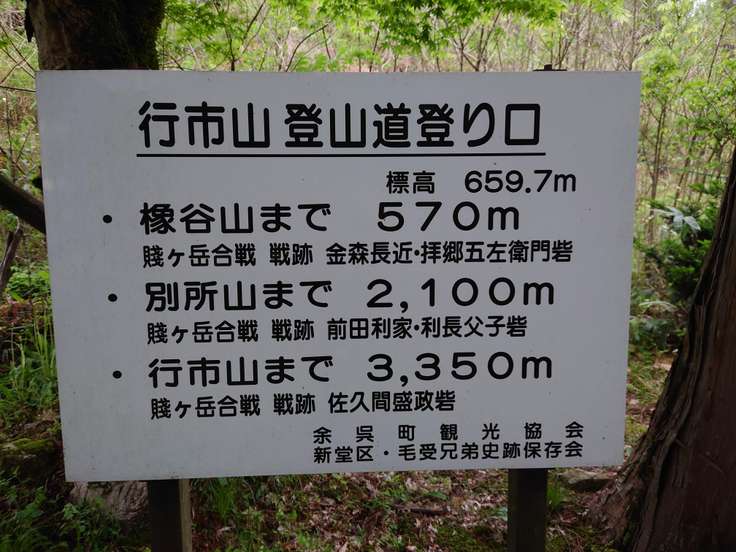 行市山 登山道登り口
標高 659.7m
・橡谷山まで 570m
賤ヶ岳合戦 戦跡 金森長近・拝郷五左衛門砦
・別所山まで 2,100m
賤ヶ岳合戦 戦跡 前田利家・利長父子砦
・行市山まで 3,350m
賤ヶ岳合戦 戦跡 佐久間盛政砦
余呉町観光協会
新堂区・毛受兄弟史跡保存会